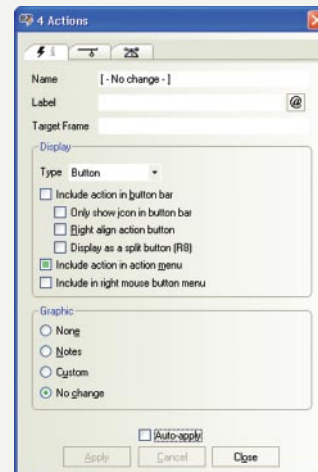 4 Actions
Name [ - No change - ]
Label @
Target Frame
Display
Type Button
Include action in button bar
Only show icon in button bar
Right align action button
Display as a split button (R8)
Include action in action menu
Include in right mouse button menu
Graphic
None
Notes
Custom
No change
Auto-apply
Apply Cancel Close